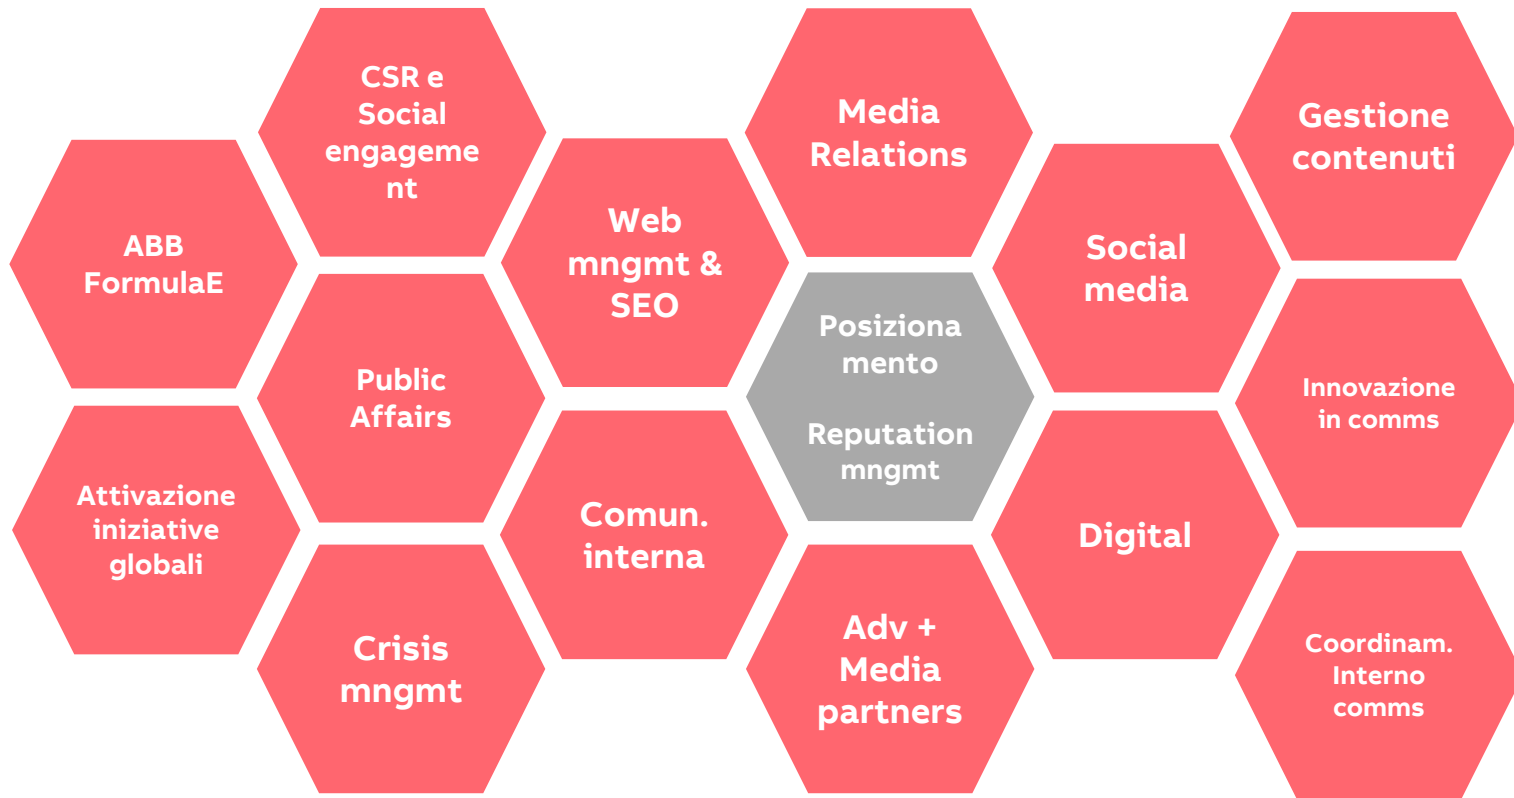 CSR e
Social
engageme
nt
Media
Relations
Gestione
contenuti
ABB
FormulaE
Web
mngmt &
SEO
Social
media
Public
Affairs
Posiziona
mento
Reputation
mngmt
Innovazione
in comms
Attivazione
iniziative
globali
Comun.
interna
Digital
Crisis
mngmt
Adv +
Media
partners
Coordinam.
Interno
comms